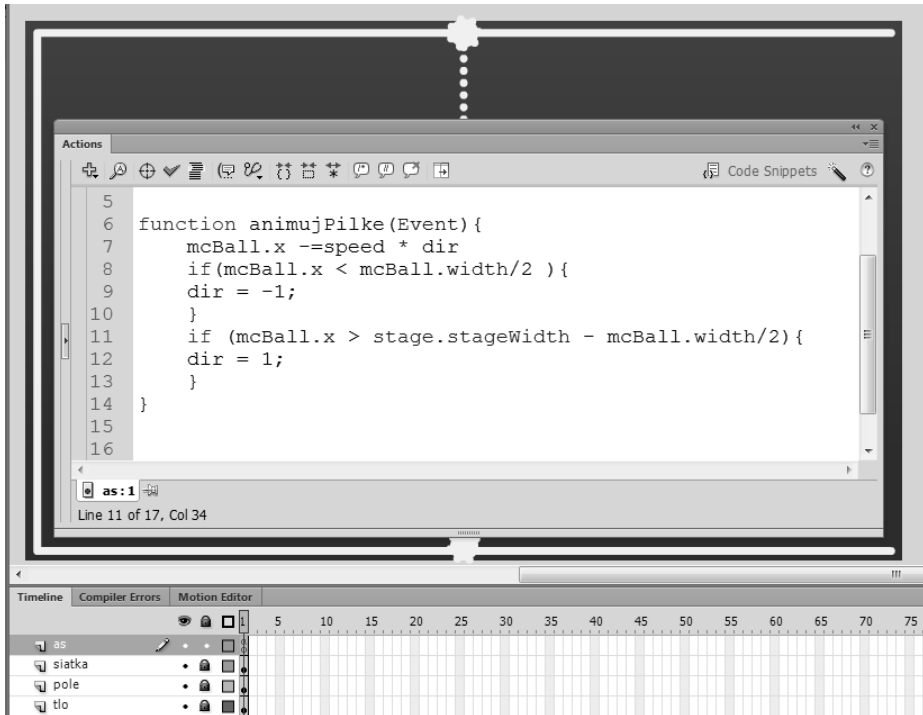 Actions
Code Snippets
5
6 function animujPilke(Event){
7 mcBall.x -=speed * dir
8 if(mcBall.x < mcBall.width/2 ){
9 dir = -1;
10 }
11 if (mcBall.x > stage.stageWidth - mcBall.width/2){
12 dir = 1;
13 }
14 }
15
16
as:1
Line 11 of 17, Col 34
Timeline Compiler Errors Motion Editor
1 5 10 15 20 25 30 35 40 45 50 55 60 65 70 75
as
siatka
pole
tlo